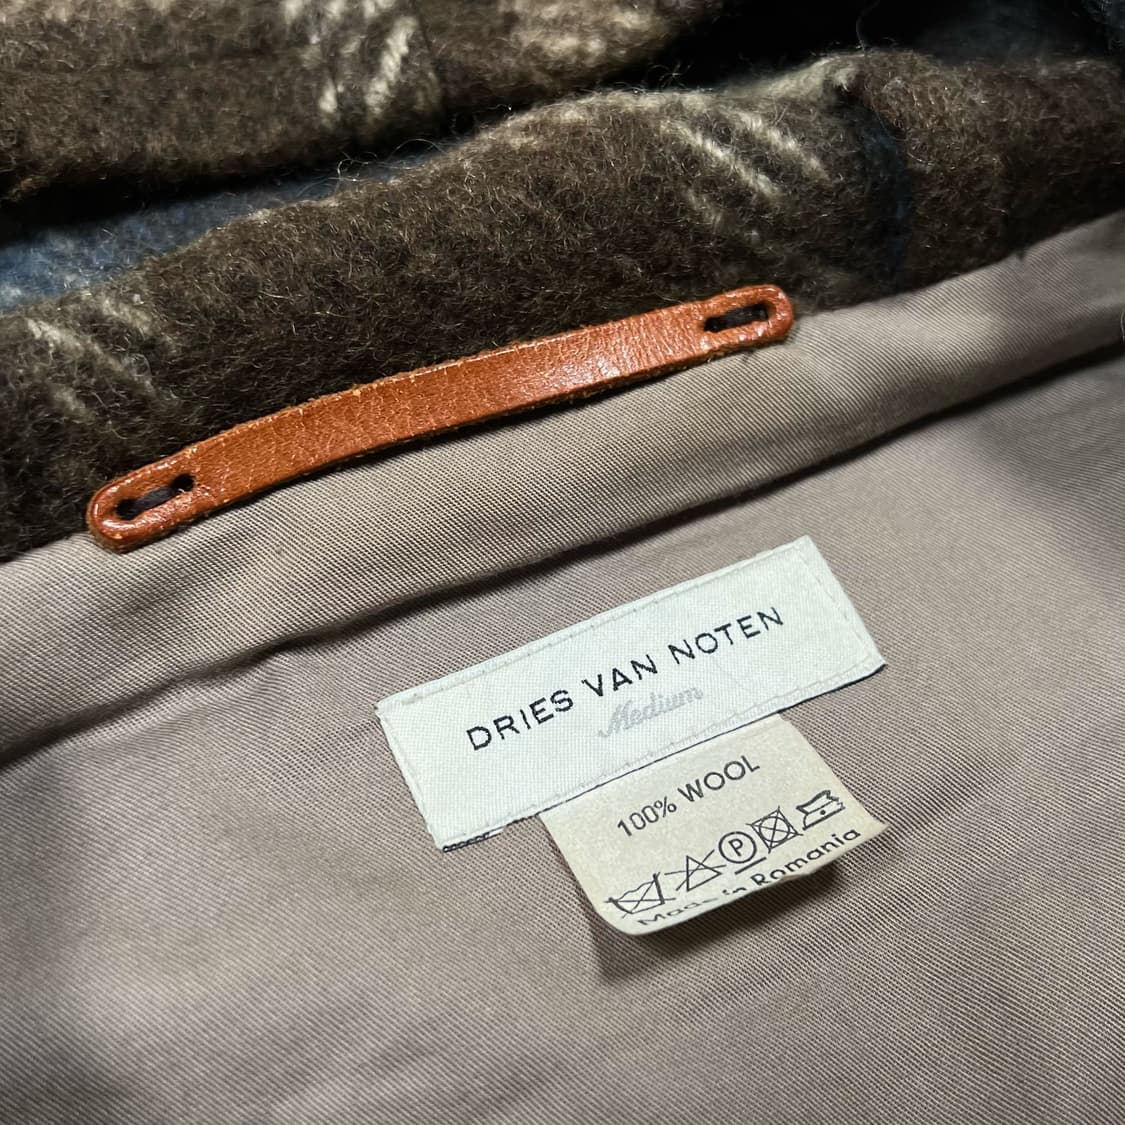 DRIES VAN NOTEN
Medium
100% WOOL
P
Made in Romania